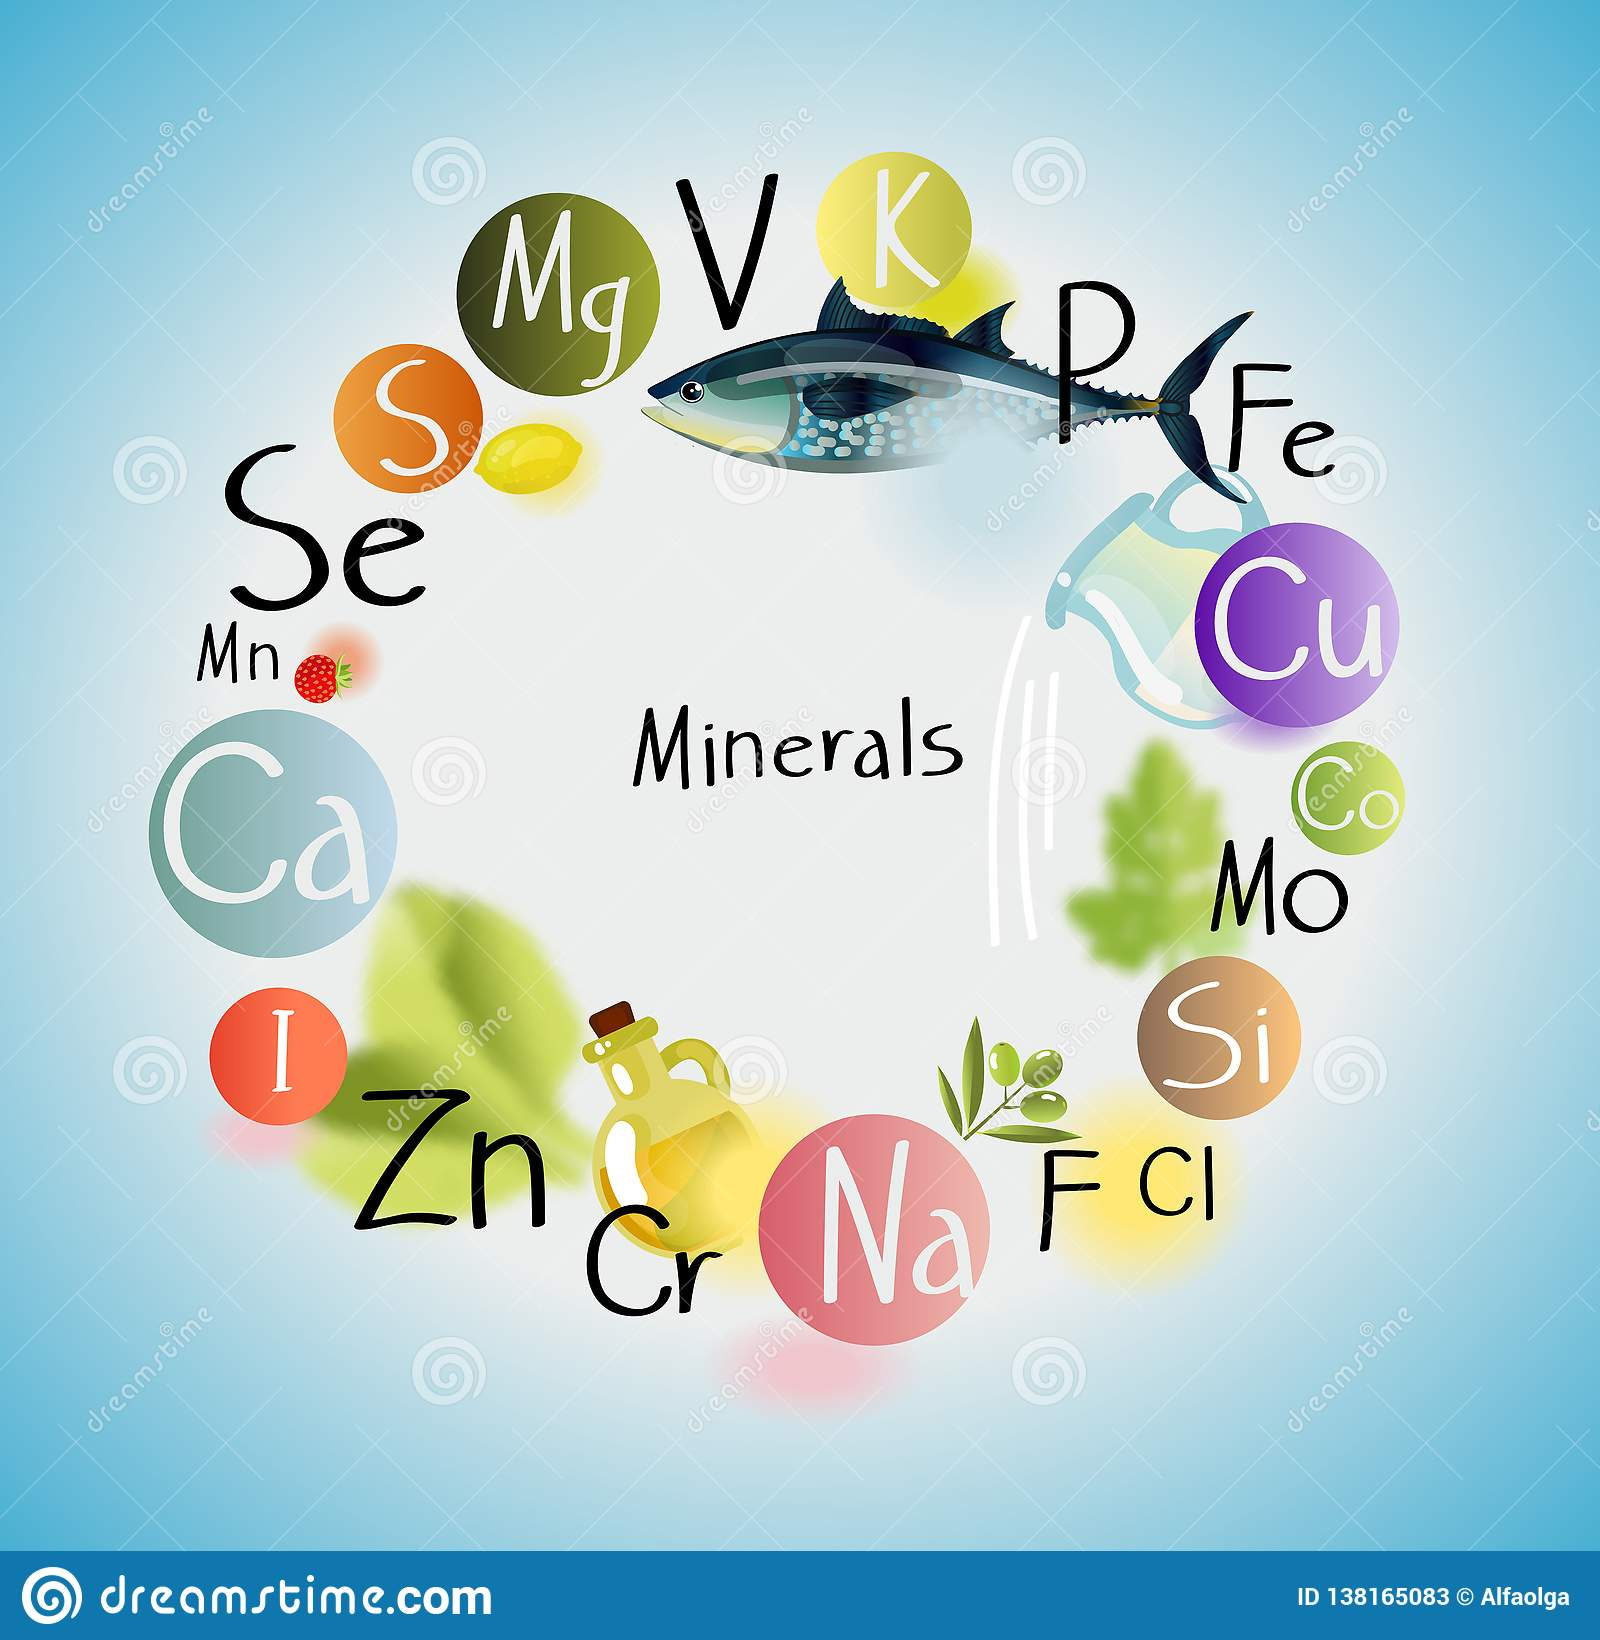 V
K
Mg
P
S
Fe
Se
Cu
Mn
Minerals
Ca
Co
Mo
I
Si
Zn
Na
F
Cl
Cr
dreamstime.com
ID 138165083 © Alfaolga